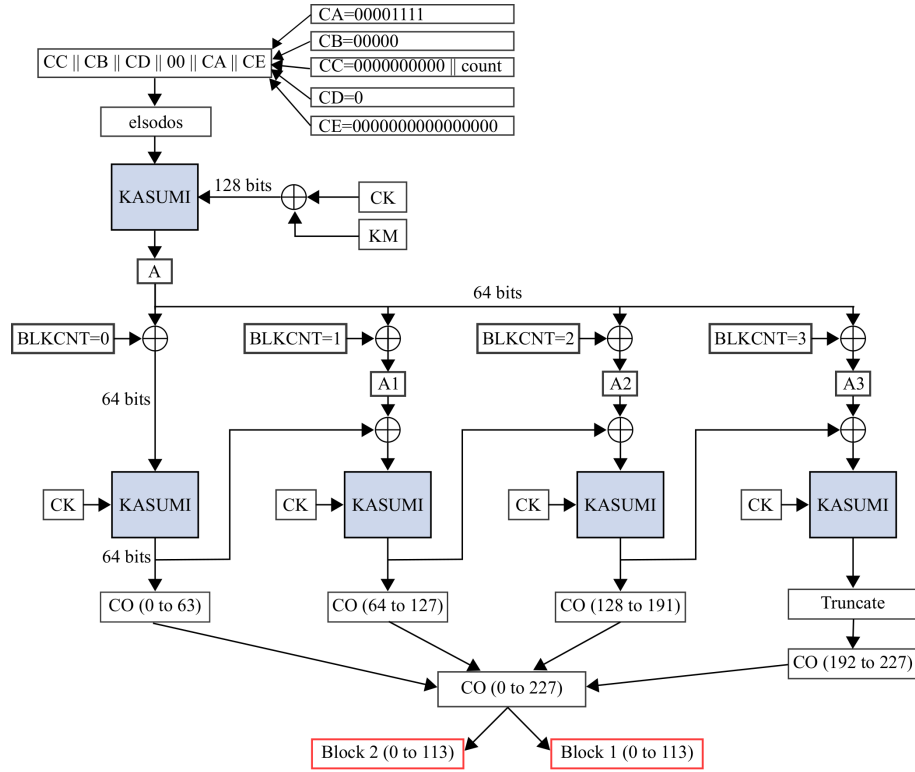 CA=00001111
CB=00000
CC || CB || CD || 00 || CA || CE
CC=0000000000 || count
CD=0
CE=0000000000000000
elsodos
KASUMI
128 bits
CK
KM
A
64 bits
BLKCNT=0
BLKCNT=1
BLKCNT=2
BLKCNT=3
A1
A2
A3
64 bits
CK
KASUMI
CK
KASUMI
CK
KASUMI
CK
KASUMI
64 bits
CO (0 to 63)
CO (64 to 127)
CO (128 to 191)
Truncate
CO (192 to 227)
CO (0 to 227)
Block 2 (0 to 113)
Block 1 (0 to 113)